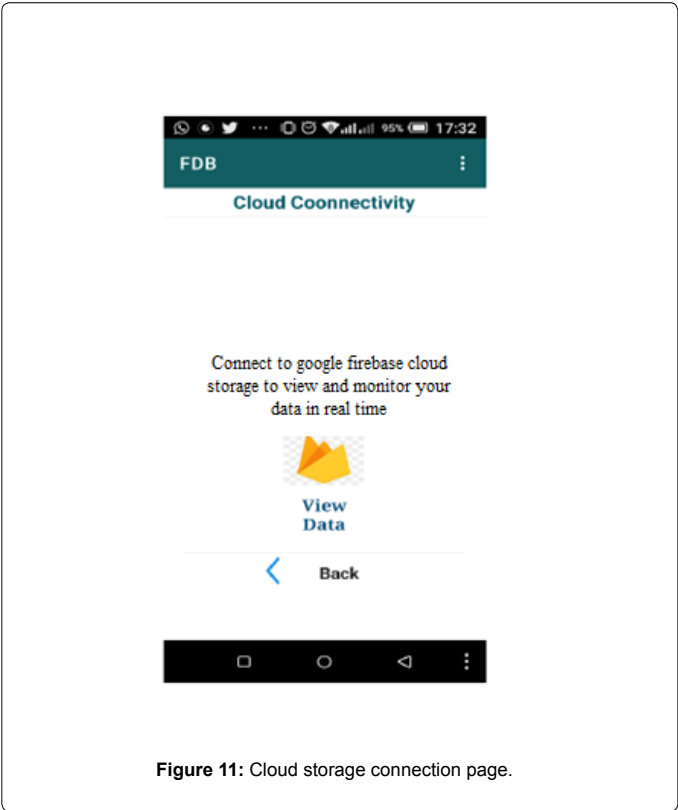 95% 17:32
FDB
Cloud Coonnectivity
Connect to google firebase cloud
storage to view and monitor your
data in real time
View
Data
Back
Figure 11: Cloud storage connection page.